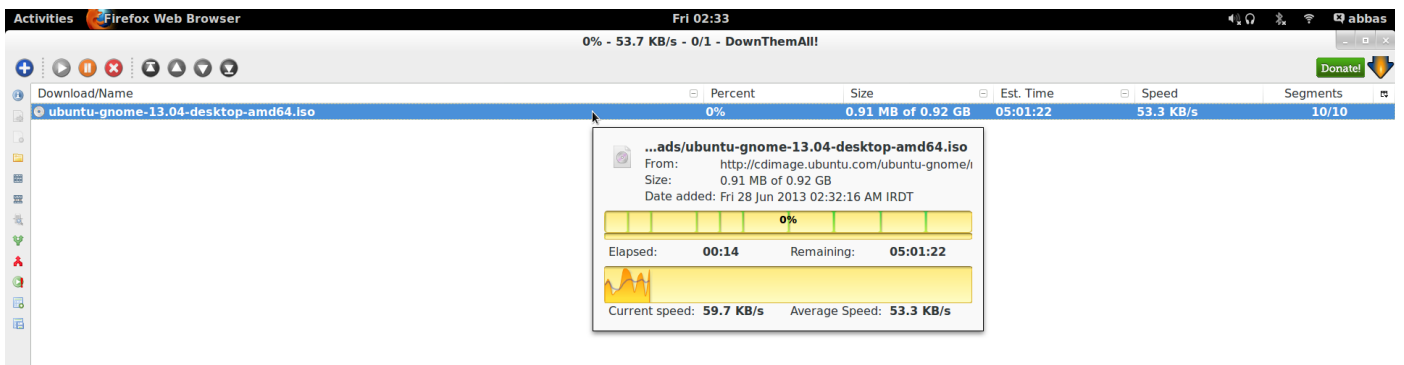 Activities Firefox Web Browser Fri 02:33 abbas
0% - 53.7 KB/s - 0/1 - DownThemAll!
Donate!
Download/Name Percent Size Est. Time Speed Segments
ubuntu-gnome-13.04-desktop-amd64.iso 0% 0.91 MB of 0.92 GB 05:01:22 53.3 KB/s 10/10
...ads/ubuntu-gnome-13.04-desktop-amd64.iso
From: http://cdimage.ubuntu.com/ubuntu-gnome/
Size: 0.91 MB of 0.92 GB
Date added: Fri 28 Jun 2013 02:32:16 AM IRDT
0%
Elapsed: 00:14 Remaining: 05:01:22
Current speed: 59.7 KB/s Average Speed: 53.3 KB/s